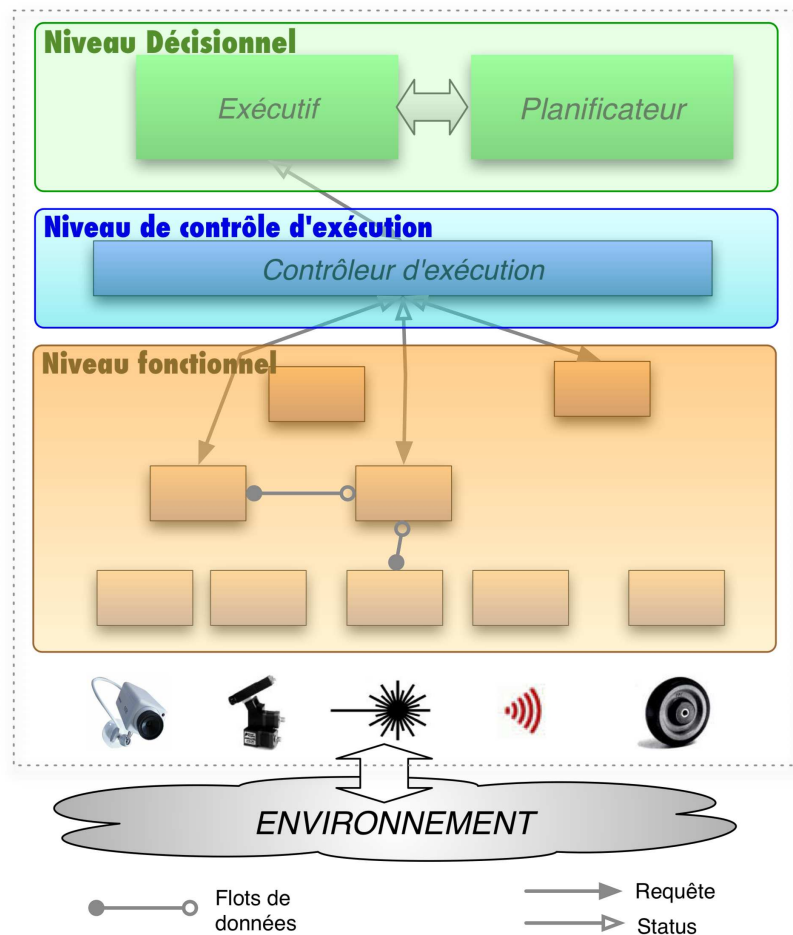 Niveau Décisionnel
Exécutif
Planificateur
Niveau de contrôle d'exécution
Contrôleur d'exécution
Niveau fonctionnel
ENVIRONNEMENT
Flots de
données
Requête
Status